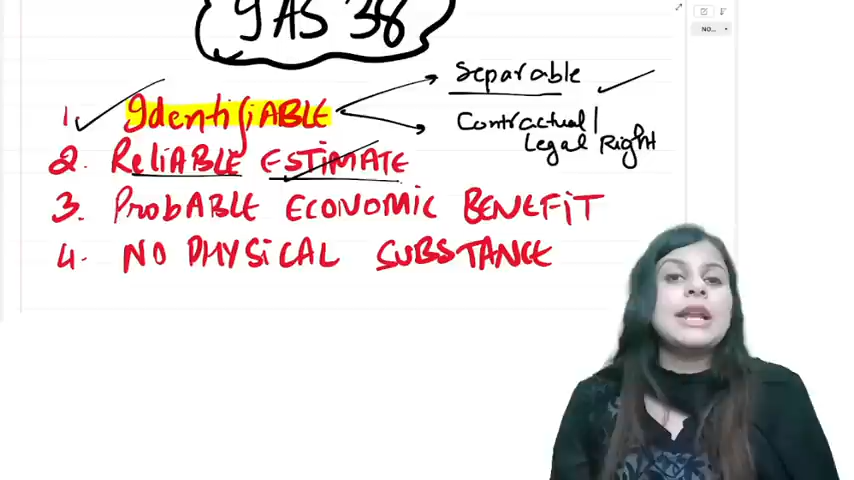 IAS 38
1. IdentifiABLE
Separable
Contractual/
Legal Right
2. ReLIABLE ESTiMATE
3. PRobABLE ECONOMIC BENEFiT
4. NO PHYSiCAL SUBSTANCE
NO...